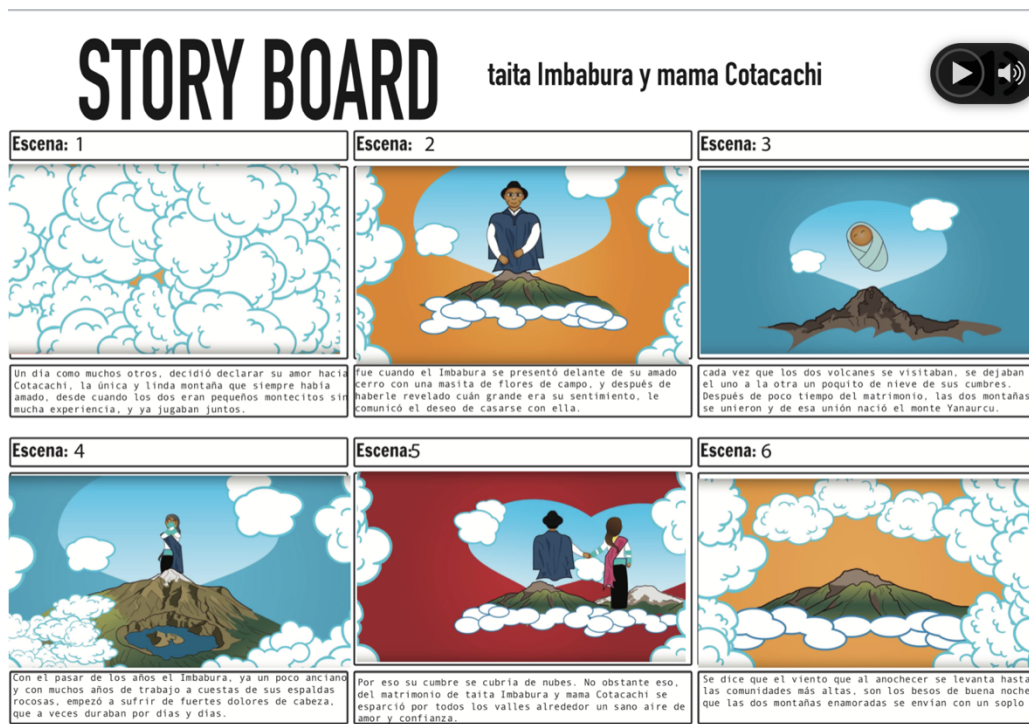 STORY BOARD
taita Imbabura y mama Cotacachi
Escena: 1
Escena: 2
Escena: 3
Un dia como muchos otros, decidió declarar su amor hacia
Cotacachi, la única y linda montaña que siempre había
amado, desde cuando los dos eran pequeños montecitos sin
mucha experiencia, y ya jugaban juntos.
fue cuando el Imbabura se presentó delante de su amado
cerro con una masita de flores de campo, y después de
haberle revelado cuán grande era su sentimiento, le
comunicó el deseo de casarse con ella.
cada vez que los dos volcanes se visitaban, se dejaban
el uno a la otra un poquito de nieve de sus cumbres.
Después de poco tiempo del matrimonio, las dos montañas
se unieron y de esa unión nació el monte Yanaurcu.
Escena: 4
Escena:5
Escena: 6
Con el pasar de los años el Imbabura, ya un poco anciano
y con muchos años de trabajo a cuestas de sus espaldas
rocosas, empezó a sufrir de fuertes dolores de cabeza,
que a veces duraban por días y días.
Por eso su cumbre se cubría de nubes. No obstante eso,
del matrimonio de taita Imbabura y mama Cotacachi se
esparció por todos los valles alrededor un sano aire de
amor y confianza.
Se dice que el viento que al anochecer se levanta hasta
las comunidades más altas, son los besos de buena noche
que las dos montañas enamoradas se envían con un soplo